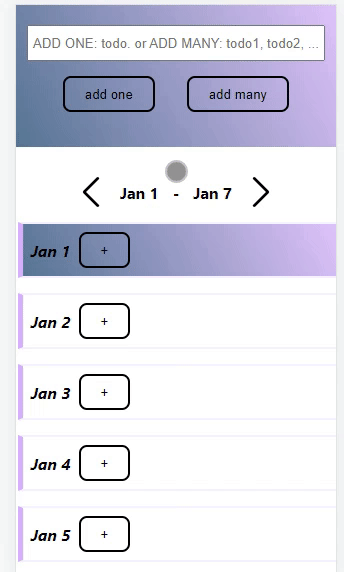 ADD ONE: todo. or ADD MANY: todo1, todo2, ...
add one add many
Jan 1 - Jan 7
Jan 1 +
Jan 2 +
Jan 3 +
Jan 4 +
Jan 5 +